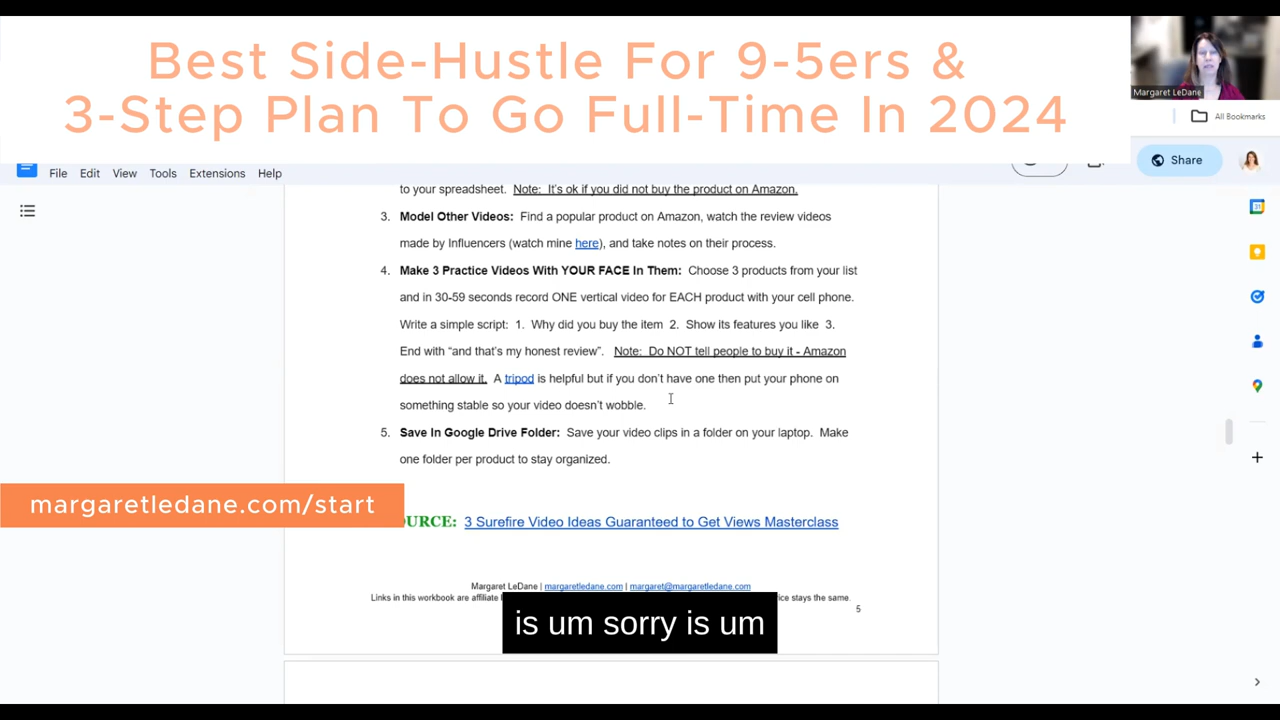 Best Side-Hustle For 9-5ers &
3-Step Plan To Go Full-Time In 2024
Margaret LeDane
All Bookmarks
File Edit View Tools Extensions Help
Share
to your spreadsheet. Note: It's ok if you did not buy the product on Amazon.
3. Model Other Videos: Find a popular product on Amazon, watch the review videos
made by Influencers (watch mine here), and take notes on their process.
4. Make 3 Practice Videos With YOUR FACE In Them: Choose 3 products from your list
and in 30-59 seconds record ONE vertical video for EACH product with your cell phone.
Write a simple script: 1. Why did you buy the item 2. Show its features you like 3.
End with “and that’s my honest review”. Note: Do NOT tell people to buy it - Amazon
does not allow it. A tripod is helpful but if you don’t have one then put your phone on
something stable so your video doesn’t wobble.
5. Save In Google Drive Folder: Save your video clips in a folder on your laptop. Make
one folder per product to stay organized.
margaretledane.com/start
OURCE: 3 Surefire Video Ideas Guaranteed to Get Views Masterclass
Margaret LeDane | margaretledane.com | margaret@margaretledane.com
Links in this workbook are affiliate stays the same.
5
is um sorry is um